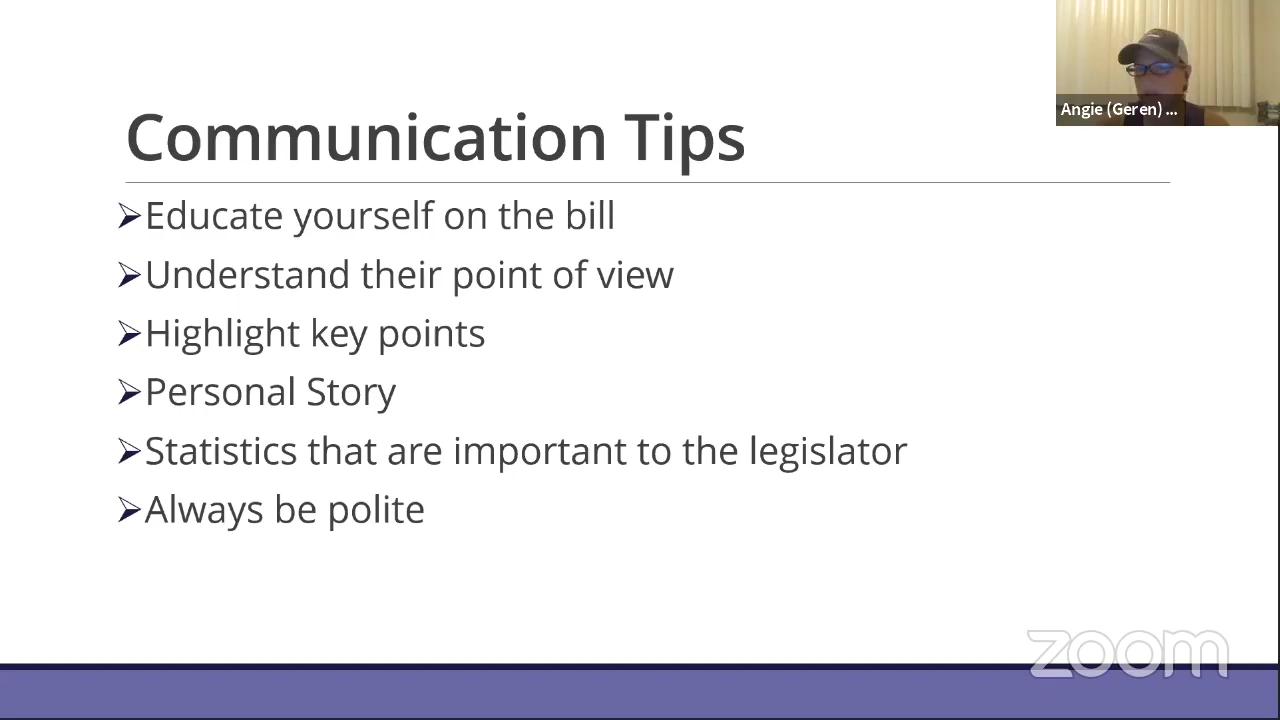 Angie (Geren) ...
Communication Tips
➢Educate yourself on the bill
➢Understand their point of view
➢Highlight key points
➢Personal Story
➢Statistics that are important to the legislator
➢Always be polite
zoom